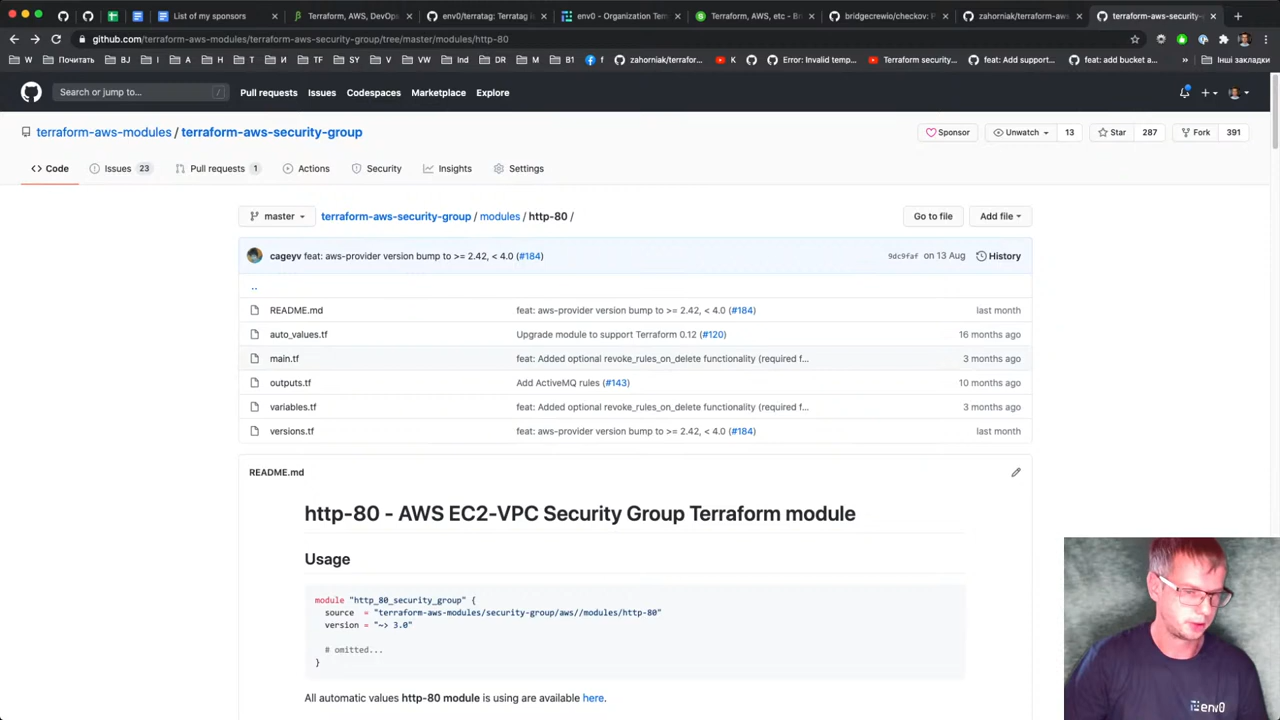 List of my sponsors
Terraform, AWS, DevOps
env0/terratag: Terratag
env0 - Organization Tem
Terraform, AWS, etc - B
bridgecrewio/checkov: P
zahorniak/terraform-aws
terraform-aws-security-
github.com/terraform-aws-modules/terraform-aws-security-group/tree/master/modules/http-80
W
Почитать
BJ
I
A
H
T
И
TF
SY
V
VW
Ind
DR
M
B1
f
zahorniak/terrafor...
K
Error: Invalid temp...
Terraform security...
feat: Add support...
feat: add bucket a...
»
Інші закладки
Search or jump to...
/
Pull requests
Issues
Codespaces
Marketplace
Explore
terraform-aws-modules / terraform-aws-security-group
Sponsor
Unwatch
13
Star
287
Fork
391
Code
Issues 23
Pull requests 1
Actions
Security
Insights
Settings
master
terraform-aws-security-group / modules / http-80 /
Go to file
Add file
cageyv feat: aws-provider version bump to >= 2.42, < 4.0 (#184)
9dc9faf on 13 Aug
History
..
README.md feat: aws-provider version bump to >= 2.42, < 4.0 (#184) last month
auto_values.tf Upgrade module to support Terraform 0.12 (#120) 16 months ago
main.tf feat: Added optional revoke_rules_on_delete functionality (required f... 3 months ago
outputs.tf Add ActiveMQ rules (#143) 10 months ago
variables.tf feat: Added optional revoke_rules_on_delete functionality (required f... 3 months ago
versions.tf feat: aws-provider version bump to >= 2.42, < 4.0 (#184) last month
README.md
http-80 - AWS EC2-VPC Security Group Terraform module
Usage
module "http_80_security_group" {
source = "terraform-aws-modules/security-group/aws//modules/http-80"
version = "~> 3.0"
# omitted...
}
All automatic values http-80 module is using are available here.
env0